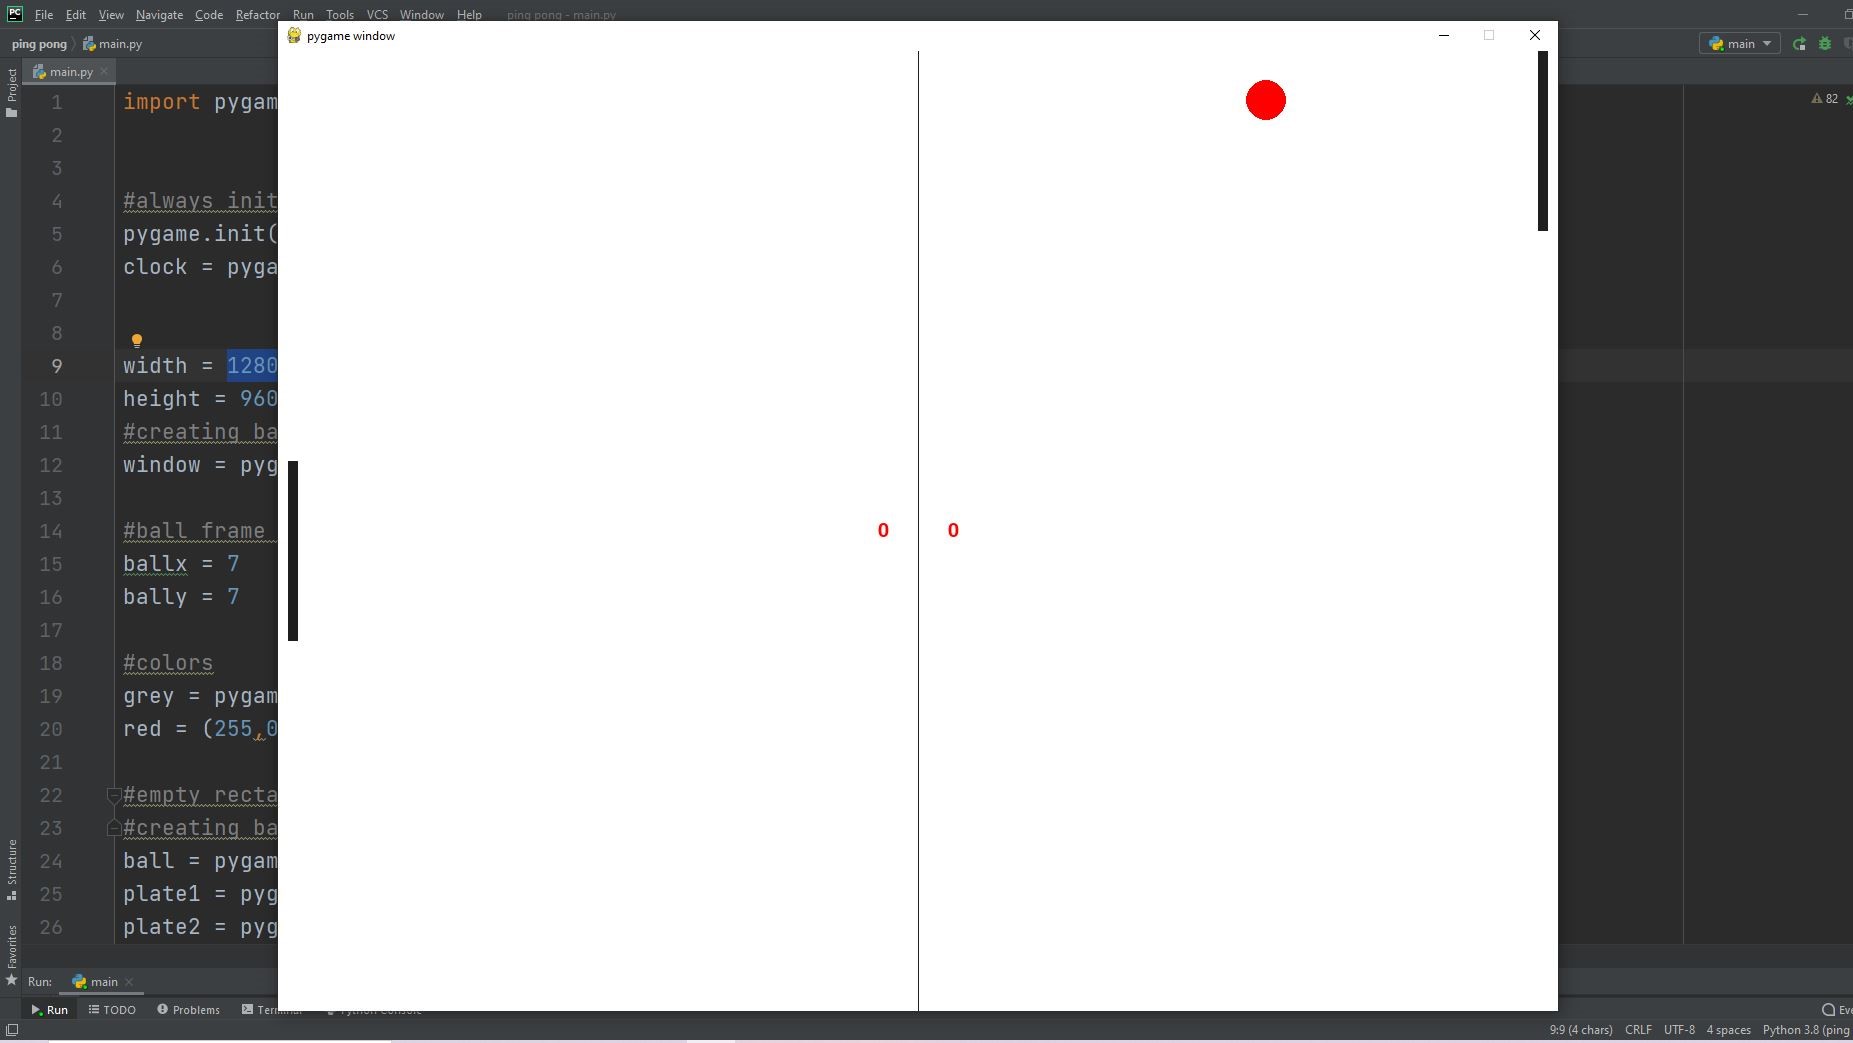 PC File Edit View Navigate Code Refactor Run Tools VCS Window Help ping pong - main.py
pygame window
ping pong main.py
main
main.py
82
Project
1 import pygam
2
3
4 #always init
5 pygame.init(
6 clock = pyga
7
8
9 width = 1280
10 height = 960
11 #creating ba
12 window = pyg
13
14 #ball frame
15 ballx = 7
16 bally = 7
17
18 #colors
19 grey = pygam
20 red = (255,0
21
22 #empty recta
23 #creating ba
24 ball = pygam
25 plate1 = pyg
26 plate2 = pyg
0 0
Structure
Favorites
Run: main
Run TODO Problems Terminal Python Console Eve
9:9 (4 chars) CRLF UTF-8 4 spaces Python 3.8 (ping